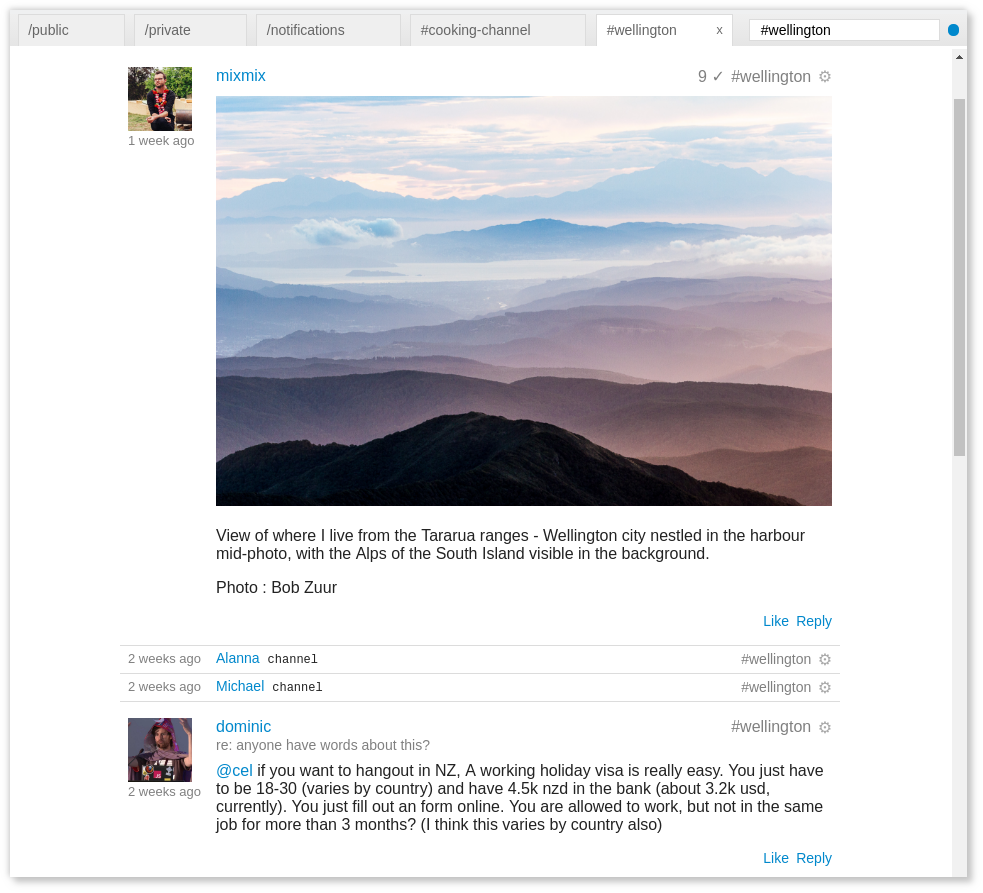 /public /private /notifications #cooking-channel #wellington x #wellington
mixmix 9 ✓ #wellington ⚙
1 week ago
View of where I live from the Tararua ranges - Wellington city nestled in the harbour
mid-photo, with the Alps of the South Island visible in the background.
Photo : Bob Zuur
Like Reply
2 weeks ago Alanna channel #wellington ⚙
2 weeks ago Michael channel #wellington ⚙
dominic #wellington ⚙
re: anyone have words about this?
@cel if you want to hangout in NZ, A working holiday visa is really easy. You just have
to be 18-30 (varies by country) and have 4.5k nzd in the bank (about 3.2k usd,
2 weeks ago
currently). You just fill out an form online. You are allowed to work, but not in the same
job for more than 3 months? (I think this varies by country also)
Like Reply